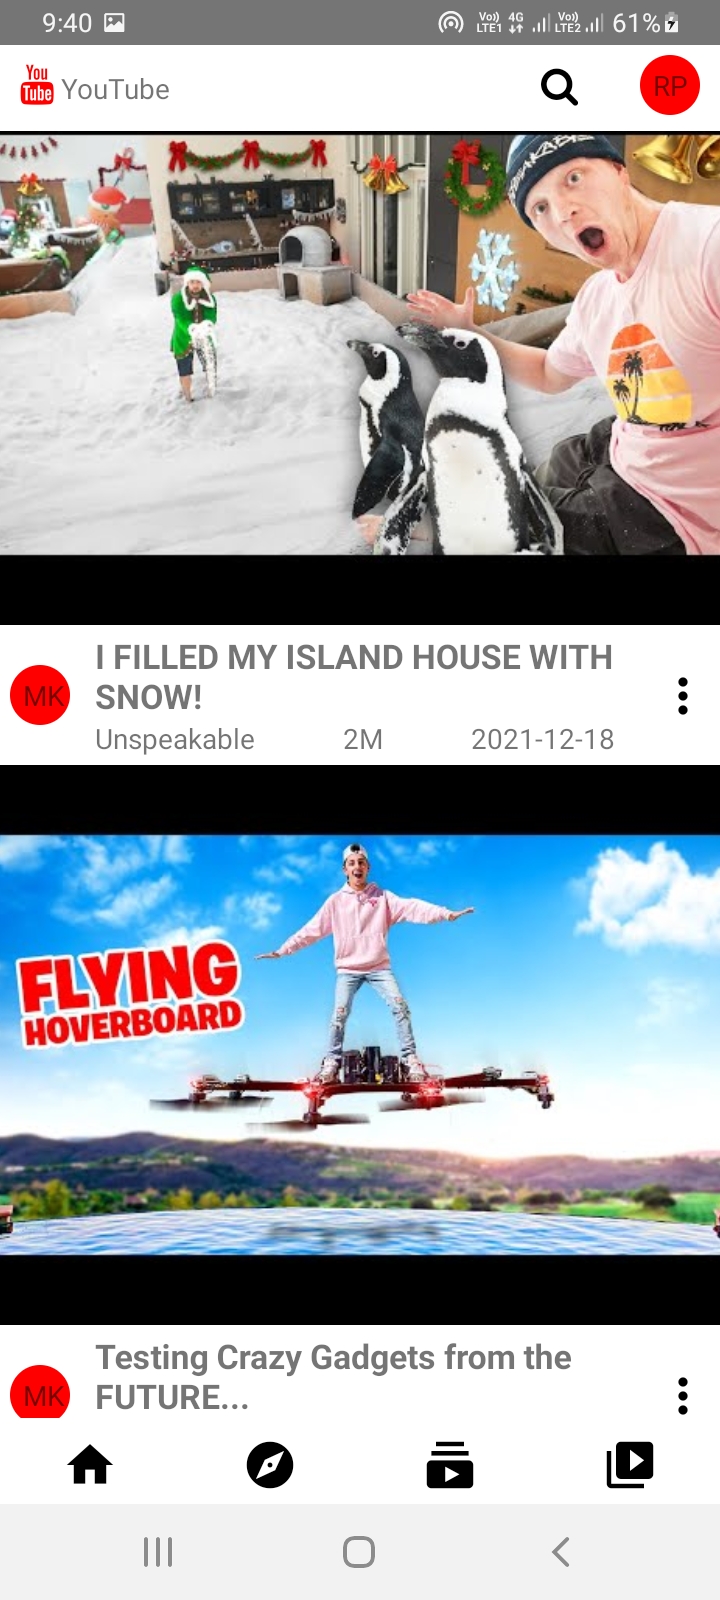 9:40
Vo)) LTE1 4G Vo)) LTE2 61%
You
Tube
YouTube
RP
I FILLED MY ISLAND HOUSE WITH
SNOW!
MK
Unspeakable 2M 2021-12-18
FLYING
HOVERBOARD
Testing Crazy Gadgets from the
FUTURE...
MK